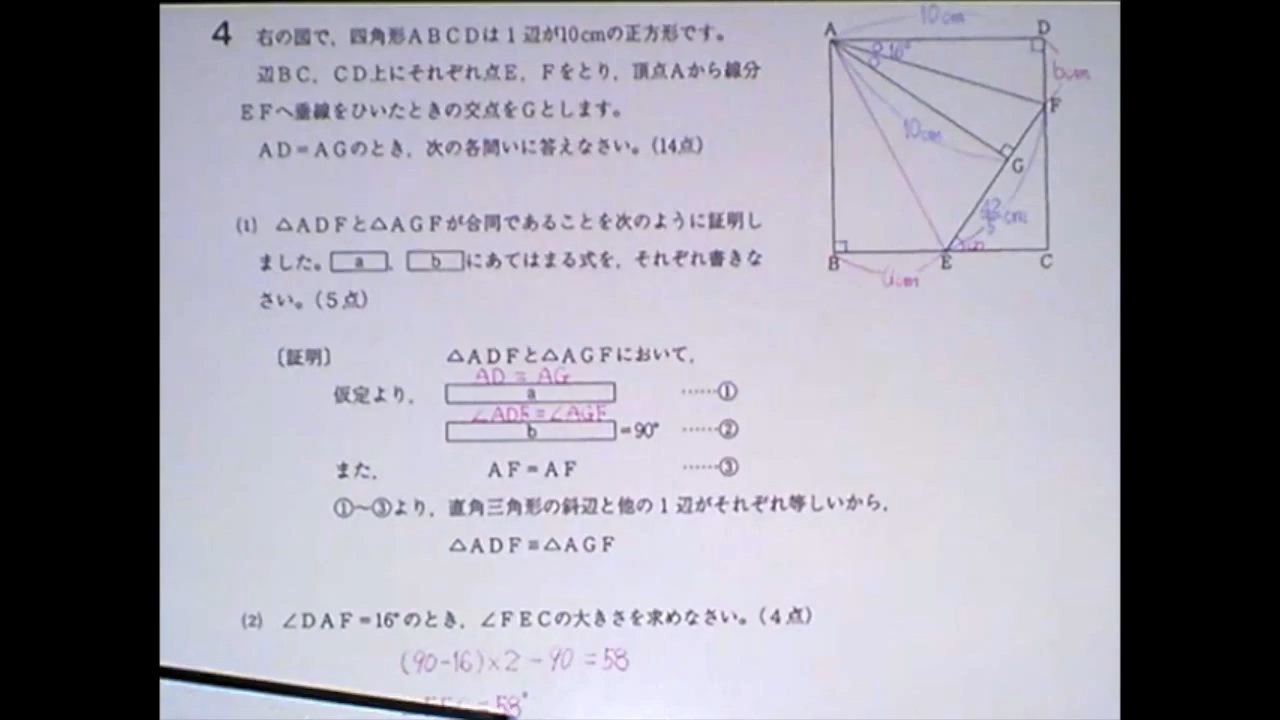 4 右の図で，四角形ABCDは1辺が10cmの正方形です。
辺BC，CD上にそれぞれ点E，Fをとり，頂点Aから線分
EFへ垂線をひいたときの交点をGとします。
AD＝AGのとき，次の各問いに答えなさい。(14点)
10cm
A
D
16°
6cm
F
10cm
G
cm
B
E
C
(1) △ADFと△AGFが合同であることを次のように証明し
ました。 a ， b にあてはまる式を，それぞれ書きな
さい。(5点)
〔証明〕 △ADFと△AGFにおいて，
AD = AG
仮定より， a ……①
∠ADF = ∠AGF
b ＝90° ……②
また， AF＝AF ……③
①〜③より，直角三角形の斜辺と他の1辺がそれぞれ等しいから，
△ADF≡△AGF
(2) ∠DAF＝16°のとき，∠FECの大きさを求めなさい。(4点)
(90-16)×2-90=58
=58°